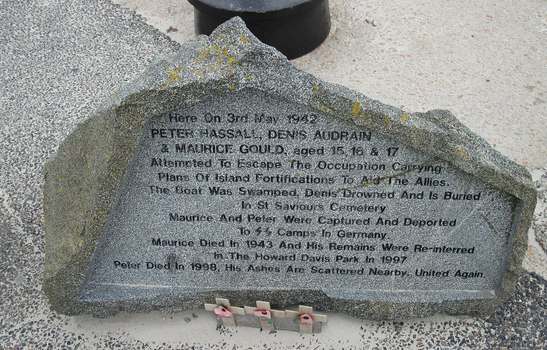 Here On 3rd May 1942
PETER HASSALL, DENIS AUDRAIN
& MAURICE GOULD, aged 15, 16 & 17
Attempted To Escape The Occupation Carrying
Plans Of Island Fortifications To Aid The Allies.
The Boat Was Swamped, Denis Drowned And Is Buried
In St Saviours Cemetery
Maurice And Peter Were Captured And Deported
To SS Camps In Germany
Maurice Died In 1943 And His Remains Were Re-interred
In The Howard Davis Park In 1997
Peter Died In 1998, His Ashes Are Scattered Nearby. United Again